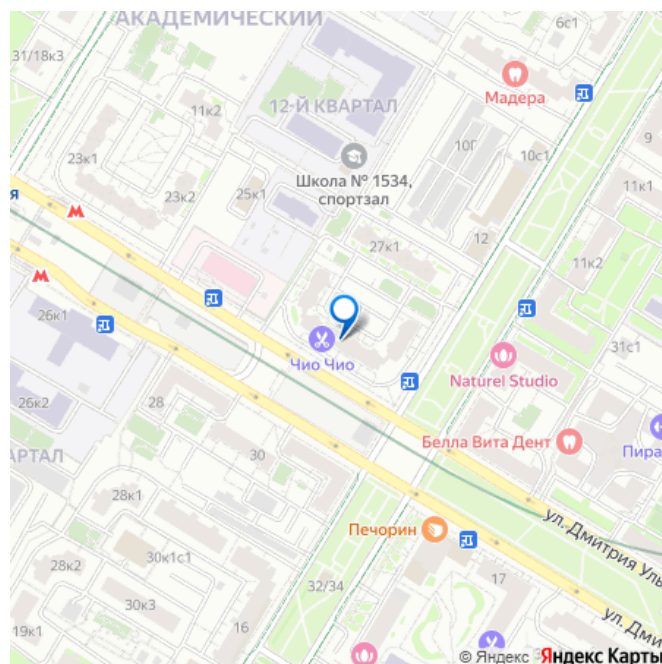 АКАДЕМИЧЕСКИЙ
6с1
31/18к3
Мадера
12-Й КВАРТАЛ
11к2
10Г
10с1
9
23к1
Школа № 1534,
спортзал
23к2
25к1
11к1
я
М
27к1
12
11к2
М
26к1
31с1
Чио Чио
Naturel Studio
26к2
28
Белла Вита Дент
Пира
АРТАЛ
30
28к1
ул. Дмитрия Уль
Печорин
28к2
30к1с1
32/34
17
30к3
19к1
16
ул. Дми
© Яндекс
Яндекс Карты